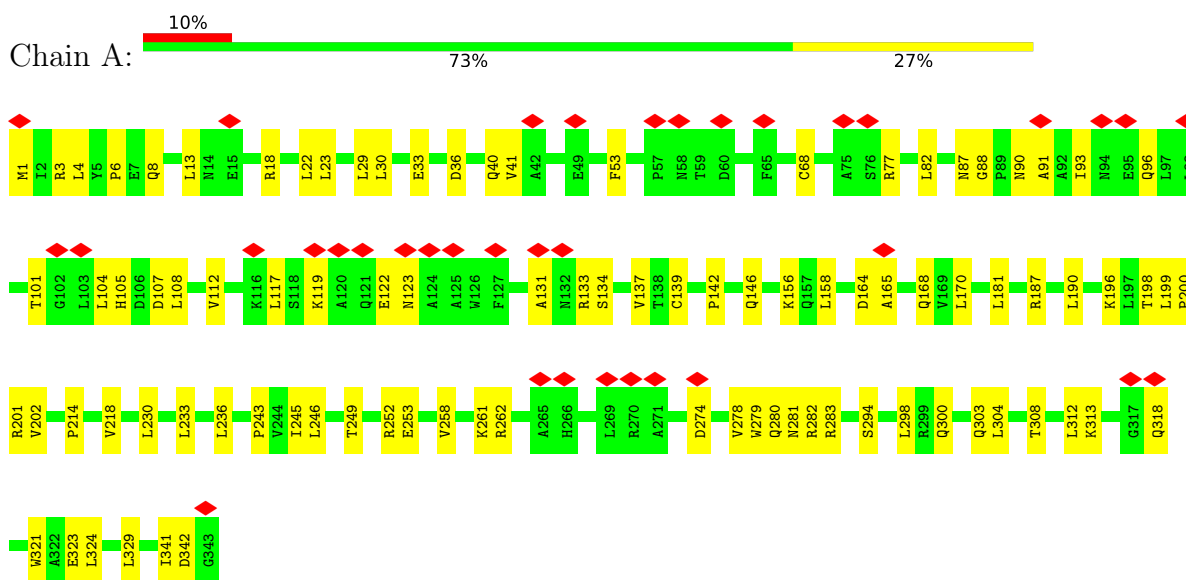 10%
Chain A:
73% 27%
M1 I2 R3 L4 Y5 P6 E7 Q8 L13 N14 E15 R18 L22 L23 L29 L30 E33 D36 Q40 V41 A42 E49 F53 P57 N58 T59 D60 F65 C68 A75 S76 R77 L82 N87 G88 P89 N90 A91 A92 I93 N94 E95 Q96 L97
T101 G102 L103 L104 H105 D106 D107 L108 V112 K116 L117 S118 K119 A120 Q121 E122 N123 A124 A125 W126 F127 A131 N132 R133 S134 V137 T138 C139 P142 Q146 K156 Q157 L158 D164 A165 Q168 V169 L170 L181 R187 L190 K196 L197 T198 L199 P200
R201 V202 P214 V218 L230 L233 L236 P243 V244 I245 L246 T249 R252 E253 V258 K261 R262 A265 H266 L269 R270 A271 D274 V278 W279 Q280 N281 R282 R283 S294 L298 R299 Q300 Q303 L304 T308 L312 K313 G317 Q318
W321 A322 E323 L324 L329 I341 D342 G343